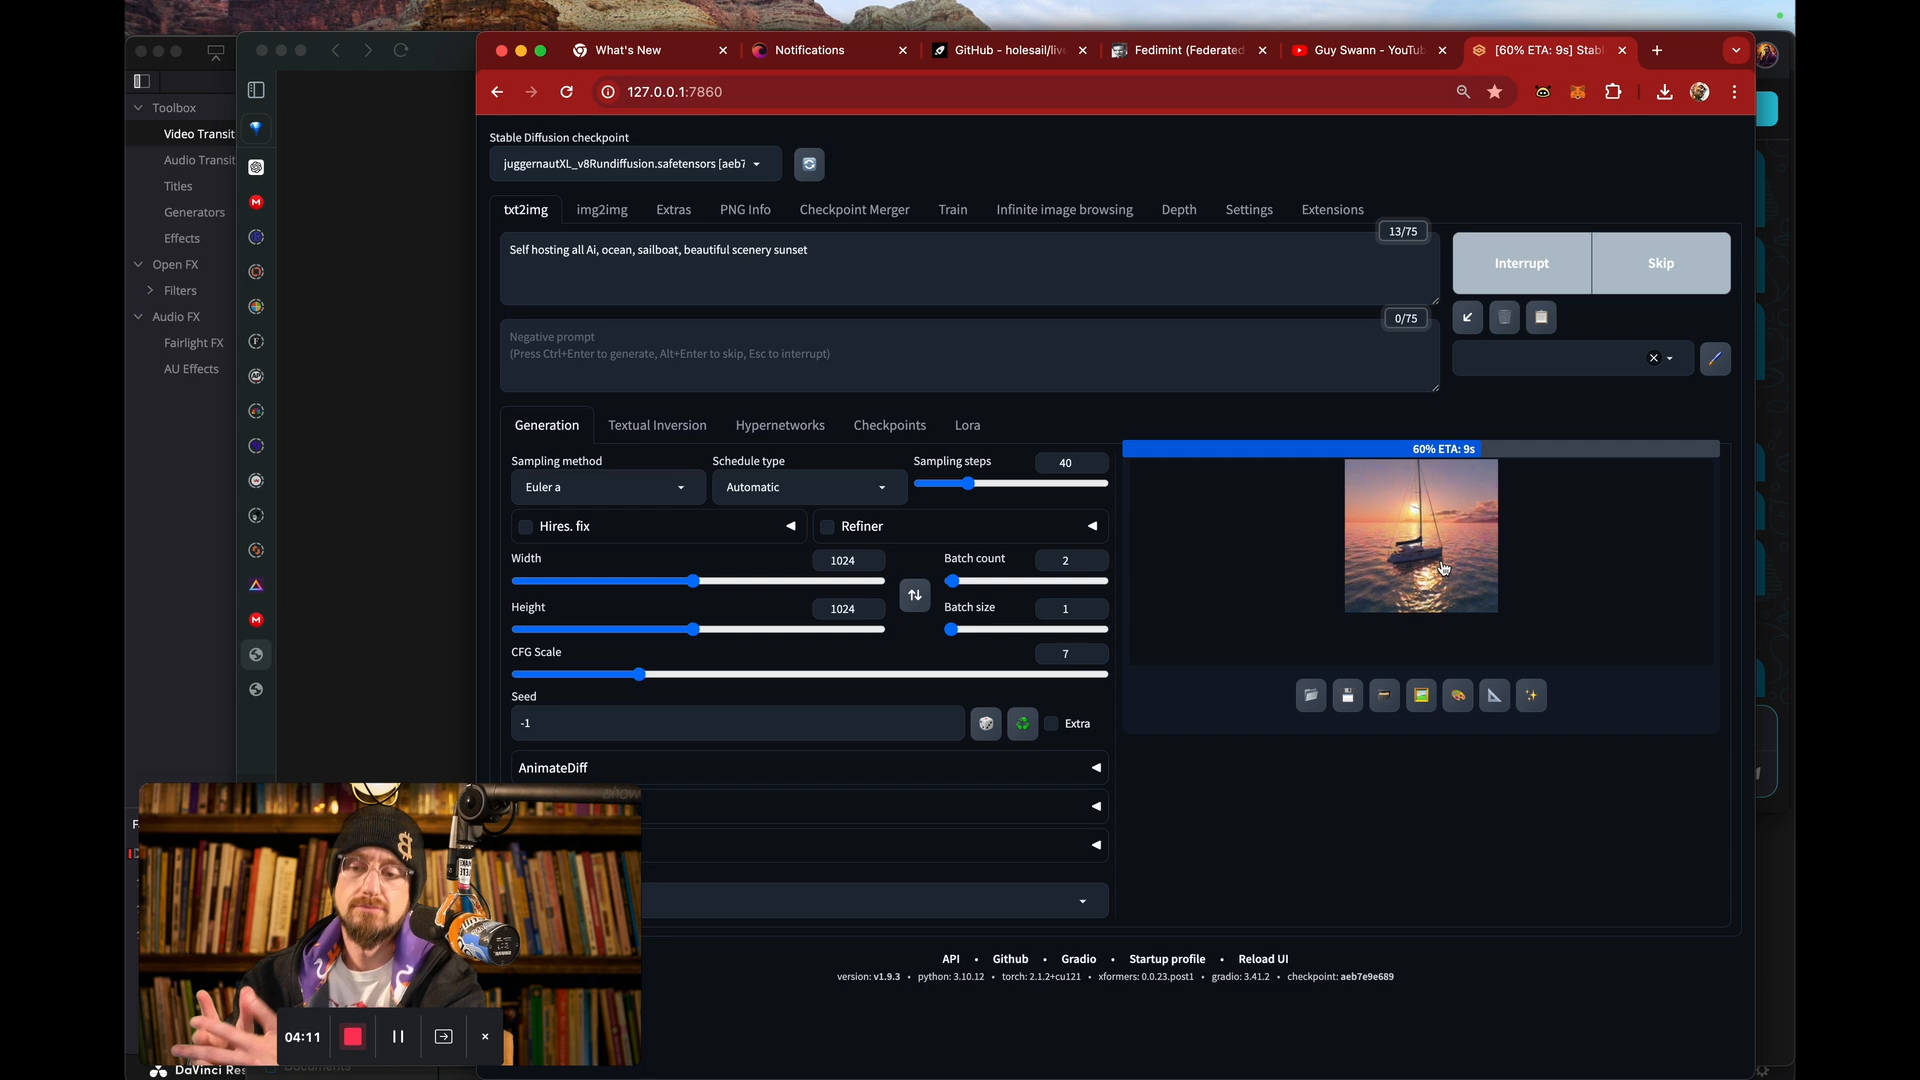 What's New
Notifications
GitHub - holesail/liv
Fedimint (Federated
Guy Swann - YouTub
[60% ETA: 9s] Stabl
127.0.0.1:7860
Toolbox
Video Transit
Audio Transit
Titles
Generators
Effects
Open FX
Filters
Audio FX
Fairlight FX
AU Effects
Stable Diffusion checkpoint
juggernautXL_v8Rundiffusion.safetensors [aeb7
txt2img
img2img
Extras
PNG Info
Checkpoint Merger
Train
Infinite image browsing
Depth
Settings
Extensions
13/75
Self hosting all Ai, ocean, sailboat, beautiful scenery sunset
Interrupt
Skip
0/75
Negative prompt
(Press Ctrl+Enter to generate, Alt+Enter to skip, Esc to interrupt)
Generation
Textual Inversion
Hypernetworks
Checkpoints
Lora
Sampling method
Euler a
Schedule type
Automatic
Sampling steps
40
60% ETA: 9s
Hires. fix
Refiner
Width
1024
Batch count
2
Height
1024
Batch size
1
CFG Scale
7
Seed
-1
Extra
AnimateDiff
API • Github • Gradio • Startup profile • Reload UI
version: v1.9.3 • python: 3.10.12 • torch: 2.1.2+cu121 • xformers: 0.0.23.post1 • gradio: 3.41.2 • checkpoint: aeb7e9e689
04:11
DaVinci Res
Documents